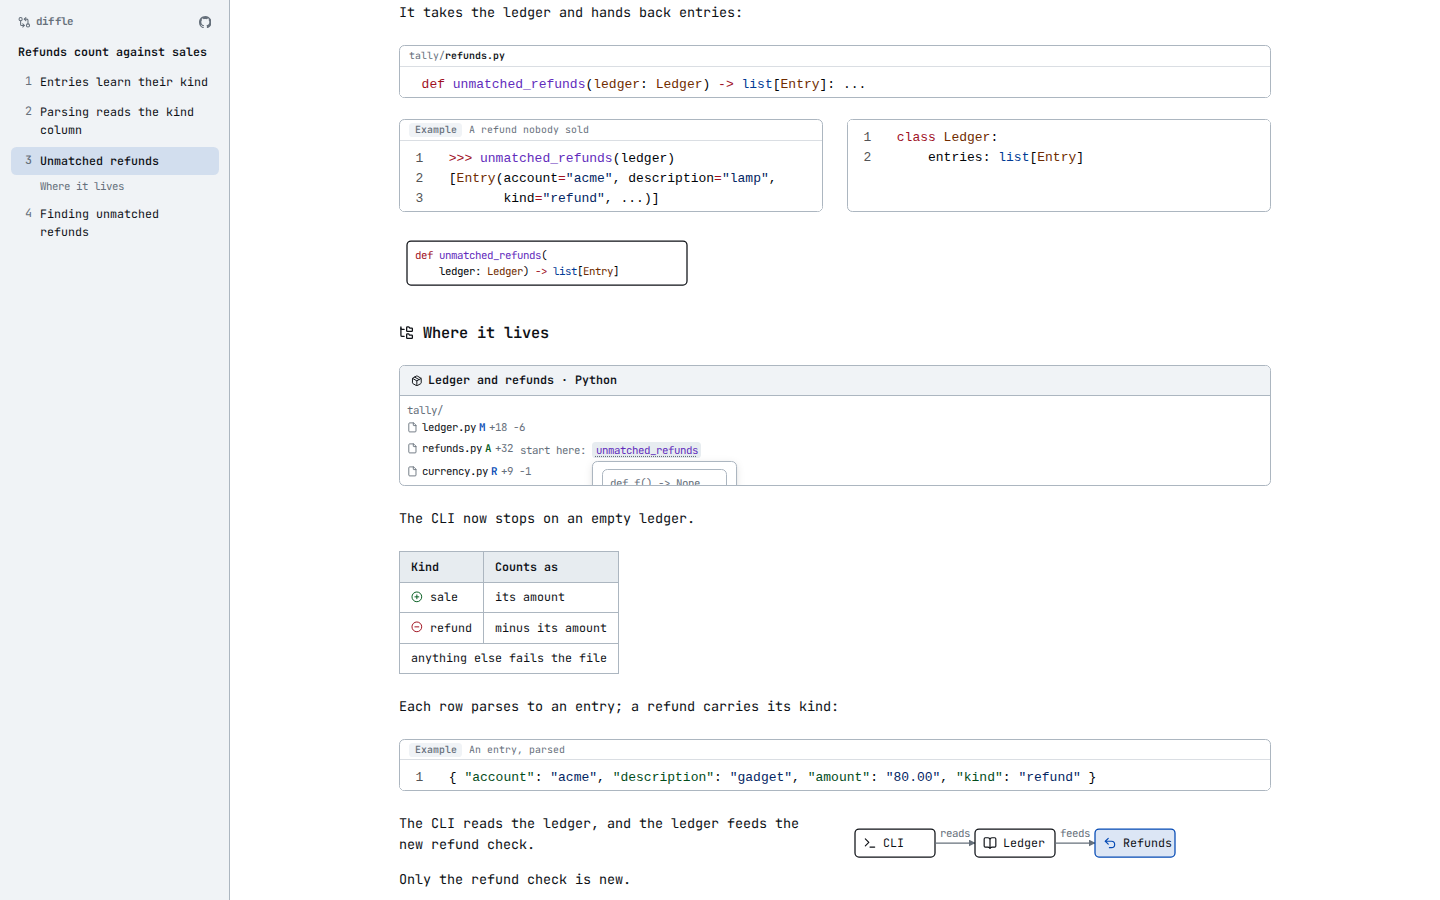 diffle
Refunds count against sales
1 Entries learn their kind
2 Parsing reads the kind
column
3 Unmatched refunds
Where it lives
4 Finding unmatched
refunds
It takes the ledger and hands back entries:
tally/refunds.py
def unmatched_refunds(ledger: Ledger) -> list[Entry]: ...
Example A refund nobody sold
1 >>> unmatched_refunds(ledger)
2 [Entry(account="acme", description="lamp",
3 kind="refund", ...)]
1 class Ledger:
2 entries: list[Entry]
def unmatched_refunds(
ledger: Ledger) -> list[Entry]
Where it lives
Ledger and refunds · Python
tally/
ledger.py M +18 -6
refunds.py A +32 start here: unmatched_refunds
currency.py R +9 -1
def f() -> None
The CLI now stops on an empty ledger.
Kind Counts as
sale its amount
refund minus its amount
anything else fails the file
Each row parses to an entry; a refund carries its kind:
Example An entry, parsed
1 { "account": "acme", "description": "gadget", "amount": "80.00", "kind": "refund" }
The CLI reads the ledger, and the ledger feeds the
new refund check.
Only the refund check is new.
CLI reads Ledger feeds Refunds